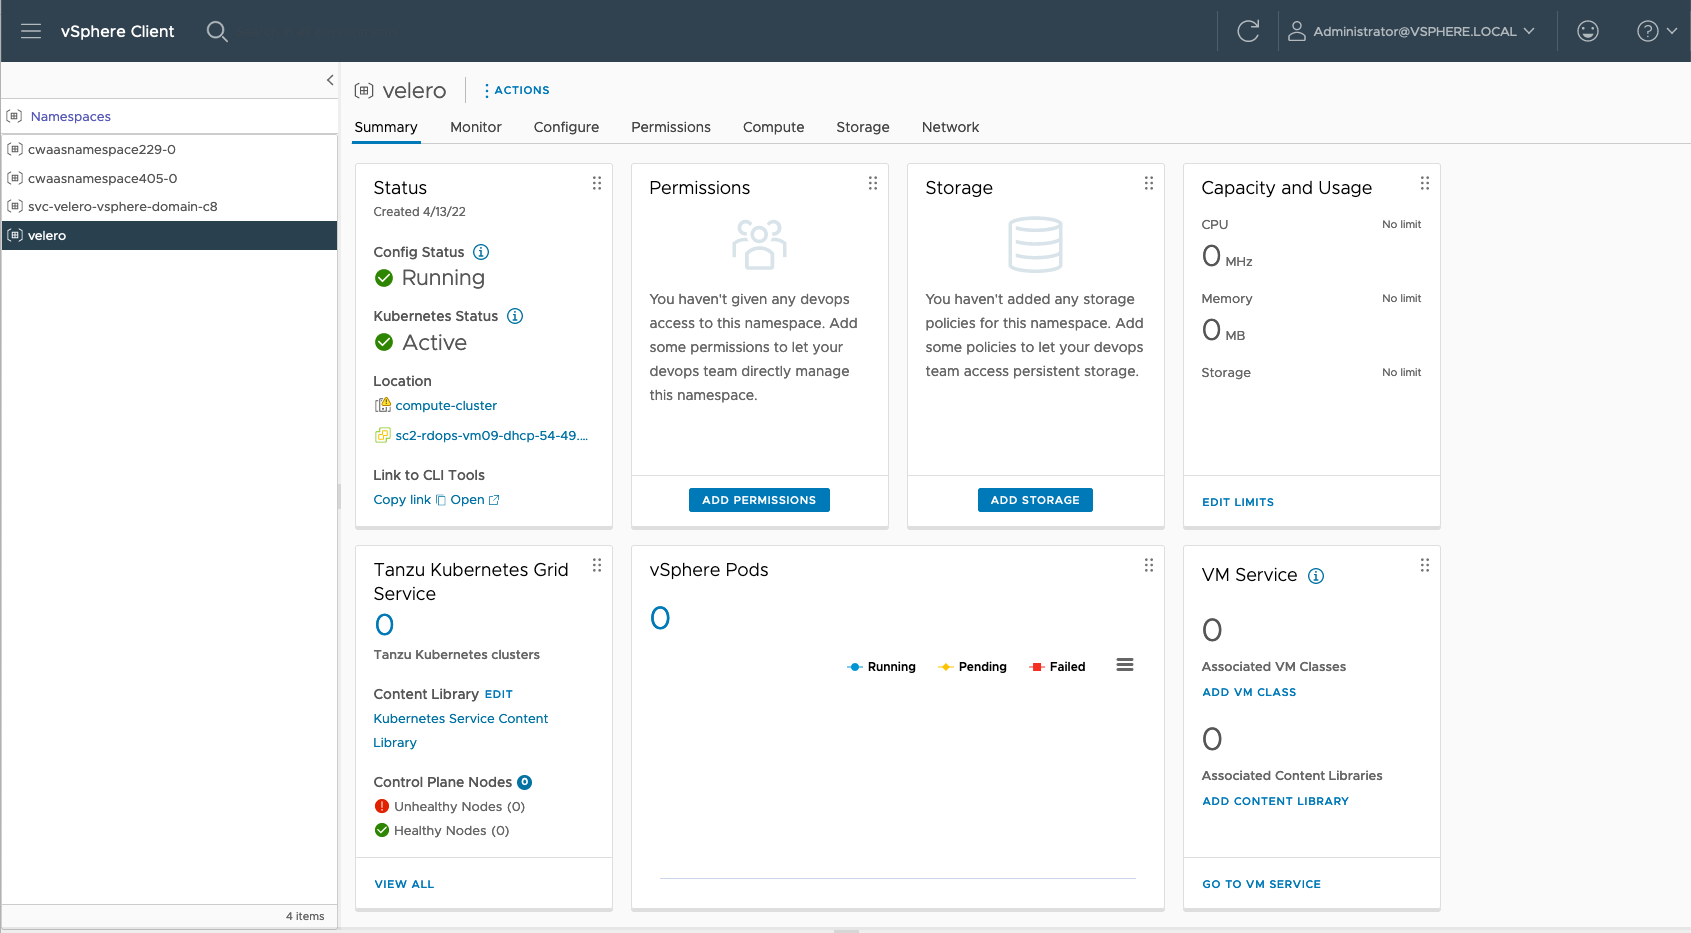 vSphere Client
Administrator@VSPHERE.LOCAL
Namespaces
cwaasnamespace229-0
cwaasnamespace405-0
svc-velero-vsphere-domain-c8
velero
4 items
velero
ACTIONS
Summary Monitor Configure Permissions Compute Storage Network
Status
Created 4/13/22
Config Status
Running
Kubernetes Status
Active
Location
compute-cluster
sc2-rdops-vm09-dhcp-54-49....
Link to CLI Tools
Copy link Open
Permissions
You haven't given any devops
access to this namespace. Add
some permissions to let your
devops team directly manage
this namespace.
ADD PERMISSIONS
Storage
You haven't added any storage
policies for this namespace. Add
some policies to let your devops
team access persistent storage.
ADD STORAGE
Capacity and Usage
CPU No limit
0 MHz
Memory No limit
0 MB
Storage No limit
EDIT LIMITS
Tanzu Kubernetes Grid
Service
0
Tanzu Kubernetes clusters
Content Library EDIT
Kubernetes Service Content
Library
Control Plane Nodes 0
Unhealthy Nodes (0)
Healthy Nodes (0)
VIEW ALL
vSphere Pods
0
Running Pending Failed
VM Service
0
Associated VM Classes
ADD VM CLASS
0
Associated Content Libraries
ADD CONTENT LIBRARY
GO TO VM SERVICE